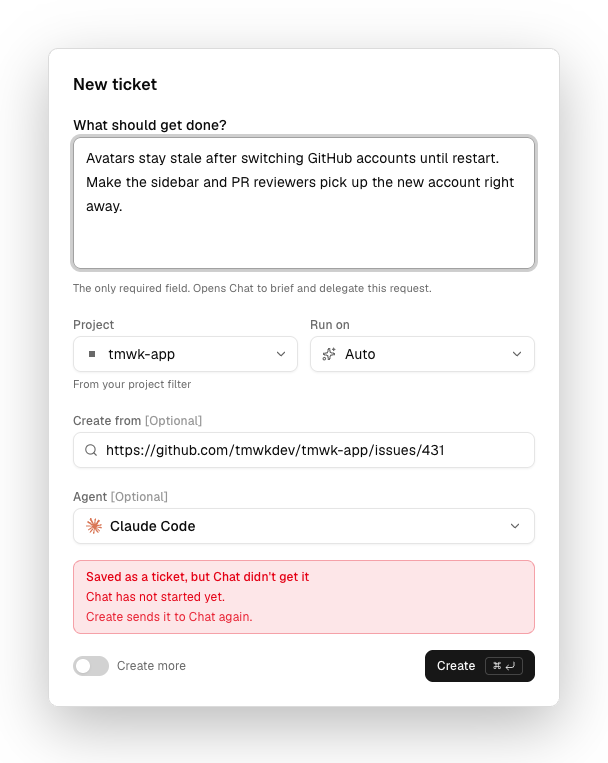 New ticket
What should get done?
Avatars stay stale after switching GitHub accounts until restart.
Make the sidebar and PR reviewers pick up the new account right
away.
The only required field. Opens Chat to brief and delegate this request.
Project
Run on
tmwk-app
Auto
From your project filter
Create from [Optional]
https://github.com/tmwkdev/tmwk-app/issues/431
Agent [Optional]
Claude Code
Saved as a ticket, but Chat didn't get it
Chat has not started yet.
Create sends it to Chat again.
Create more
Create ⌘ ↵